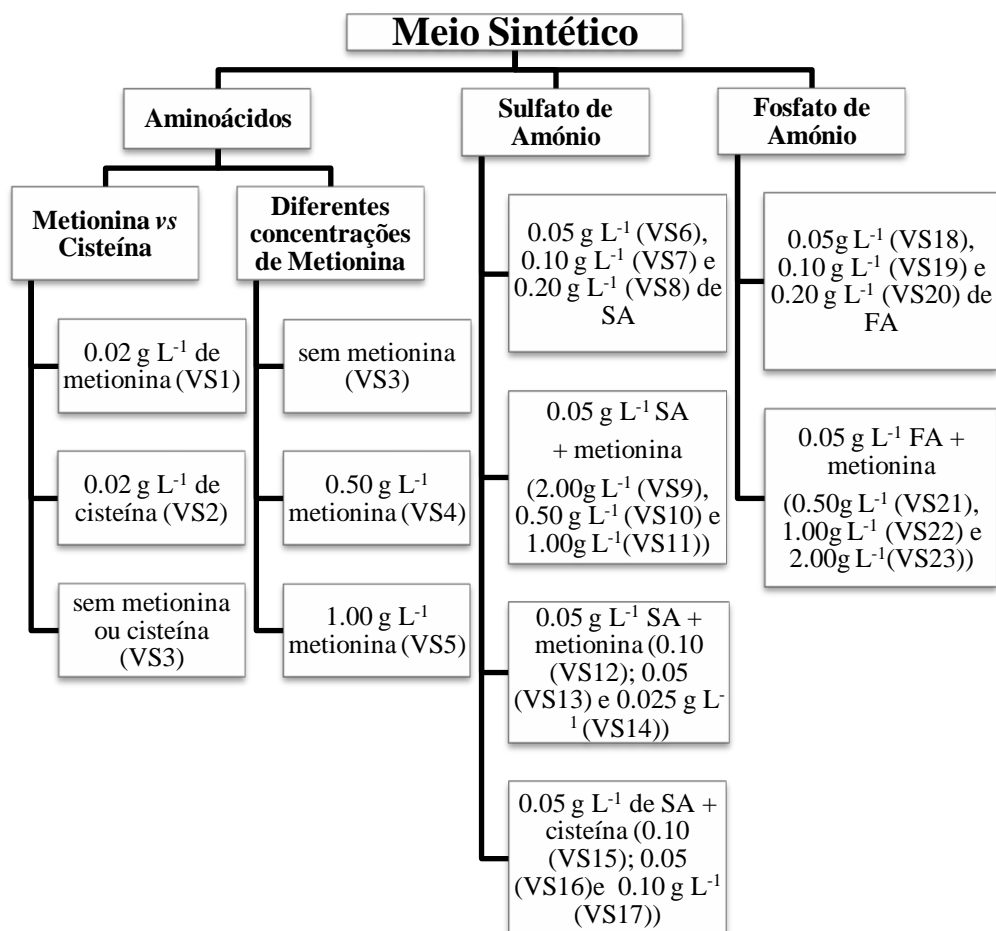 Meio Sintético
Aminoácidos
Metionina vs
Cisteína
0.02 g L-1 de
metionina (VS1)
0.02 g L-1 de
cisteína (VS2)
sem metionina
ou cisteína
(VS3)
Diferentes
concentrações
de Metionina
sem metionina
(VS3)
0.50 g L-1
metionina (VS4)
1.00 g L-1
metionina (VS5)
Sulfato de
Amónio
0.05 g L-1 (VS6),
0.10 g L-1 (VS7) e
0.20 g L-1 (VS8) de
SA
0.05 g L-1 SA
+ metionina
(2.00g L-1 (VS9),
0.50 g L-1 (VS10) e
1.00g L-1(VS11))
0.05 g L-1 SA +
metionina (0.10
(VS12); 0.05
(VS13) e 0.025 g L-
1 (VS14))
0.05 g L-1 de SA +
cisteína (0.10
(VS15); 0.05
(VS16)e 0.10 g L-1
(VS17))
Fosfato de
Amónio
0.05g L-1 (VS18),
0.10 g L-1 (VS19) e
0.20 g L-1 (VS20) de
FA
0.05 g L-1 FA +
metionina
(0.50g L-1 (VS21),
1.00g L-1 (VS22) e
2.00g L-1(VS23))